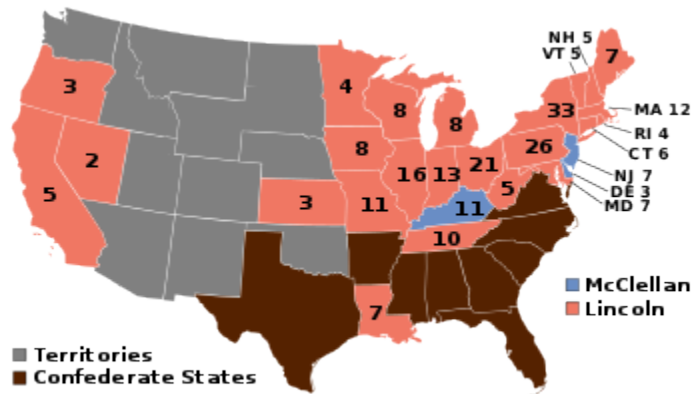 NH 5
VT 5
7
3
4
8
8
33
MA 12
RI 4
26
CT 6
2
8
16
13
21
NJ 7
5
DE 3
5
3
11
11
MD 7
10
7
McClellan
Lincoln
Territories
Confederate States